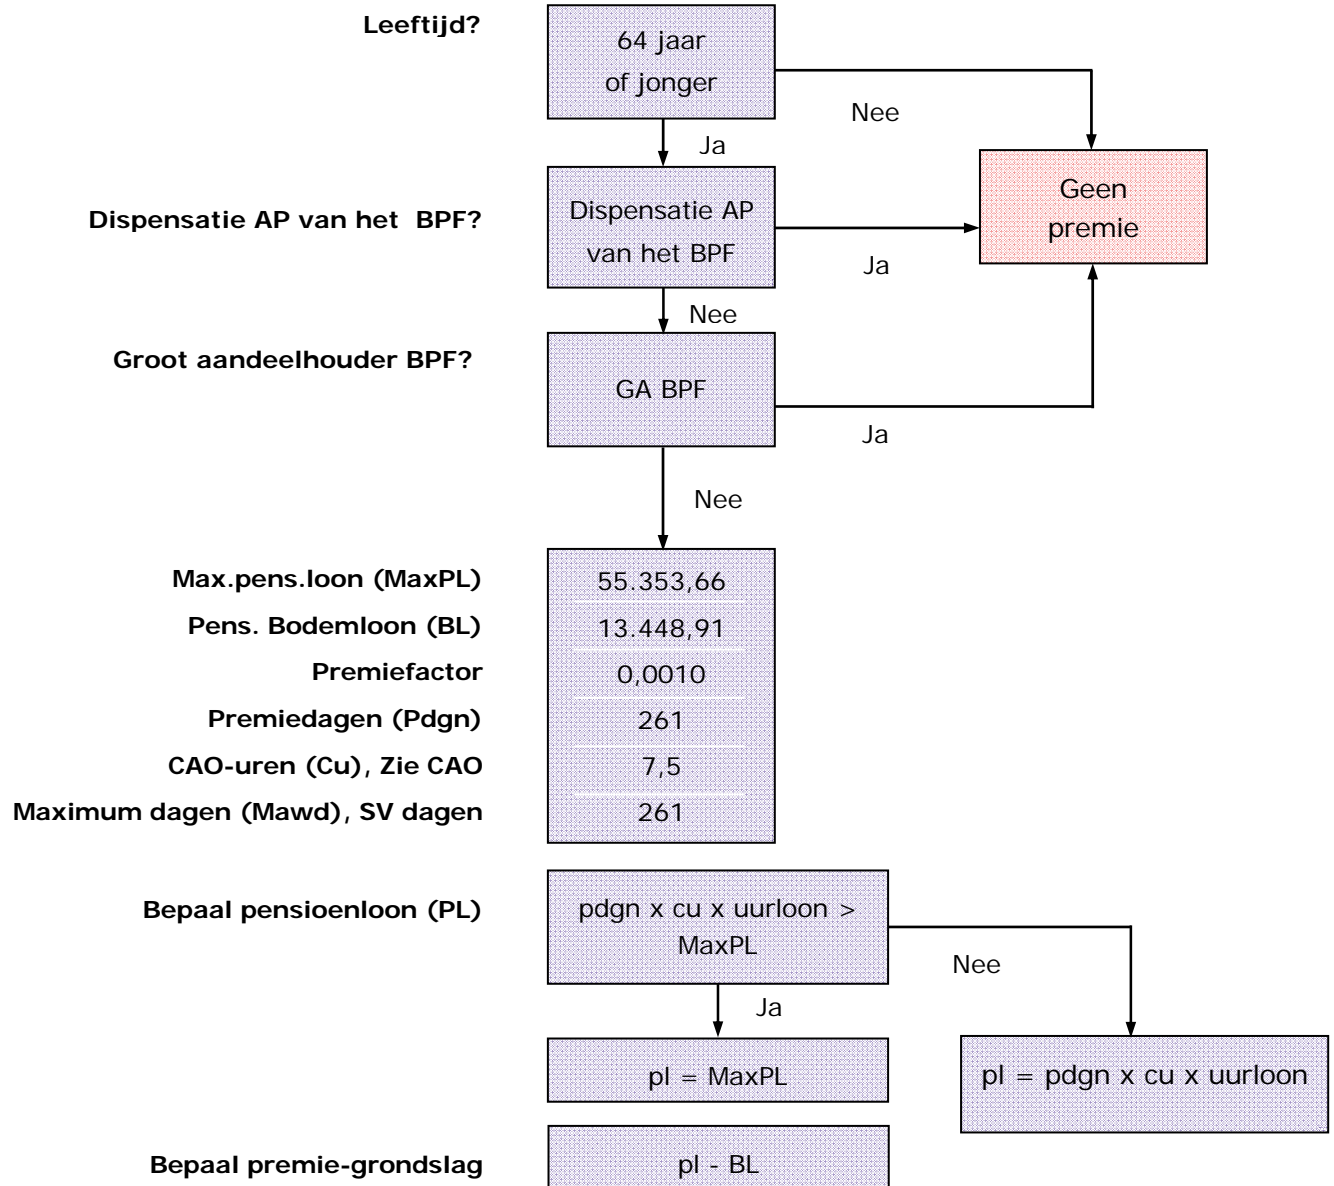 Leeftijd?
64 jaar
of jonger
Nee
Ja
Geen
premie
Dispensatie AP van het BPF?
Dispensatie AP
van het BPF
Ja
Nee
Groot aandeelhouder BPF?
GA BPF
Ja
Nee
Max.pens.loon (MaxPL)
55.353,66
Pens. Bodemloon (BL)
13.448,91
Premiefactor
0,0010
Premiedagen (Pdgn)
261
CAO-uren (Cu), Zie CAO
7,5
Maximum dagen (Mawd), SV dagen
261
Bepaal pensioenloon (PL)
pdgn x cu x uurloon >
MaxPL
Nee
Ja
pl = MaxPL
pl = pdgn x cu x uurloon
Bepaal premie-grondslag
pl - BL